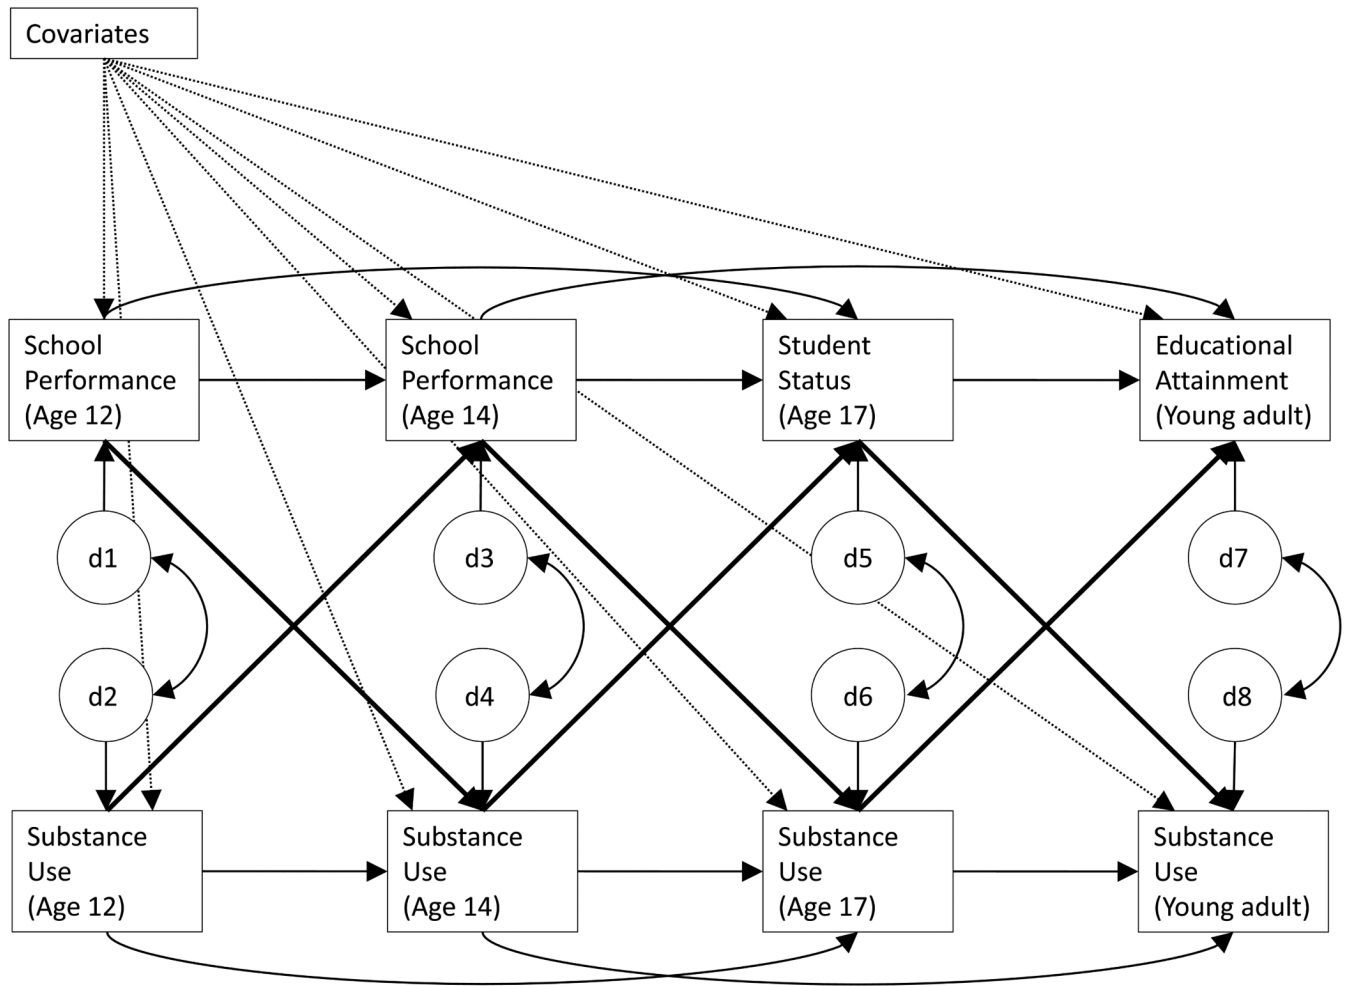 Covariates
School
Performance
(Age 12)
School
Performance
(Age 14)
Student
Status
(Age 17)
Educational
Attainment
(Young adult)
d1
d3
d5
d7
d2
d4
d6
d8
Substance
Use
(Age 12)
Substance
Use
(Age 14)
Substance
Use
(Age 17)
Substance
Use
(Young adult)